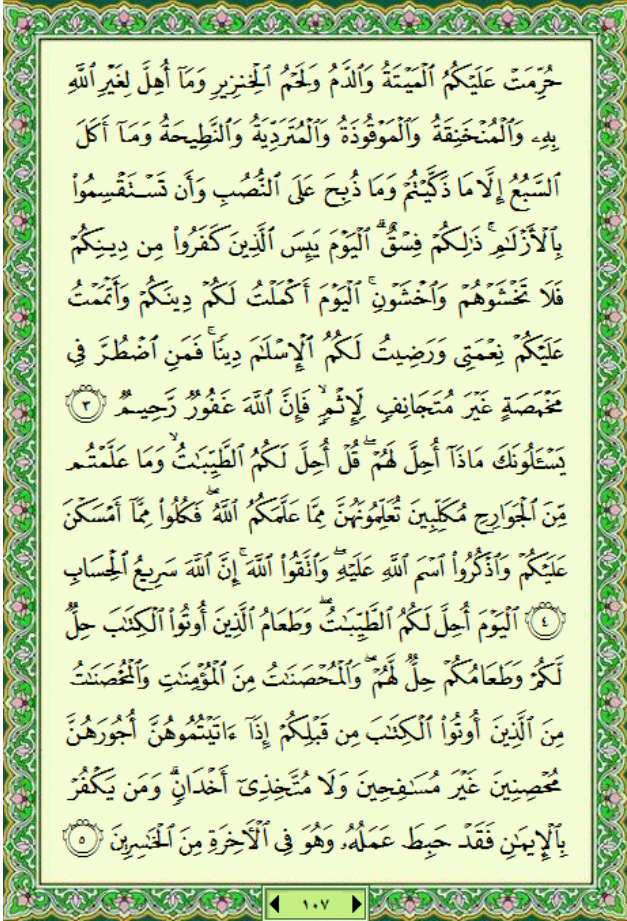 حُرِّمَتْ عَلَيْكُمُ ٱلْمَيْتَةُ وَٱلدَّمُ وَلَحْمُ ٱلْخِنزِيرِ وَمَآ أُهِلَّ لِغَيْرِ ٱللَّهِ
بِهِۦ وَٱلْمُنْخَنِقَةُ وَٱلْمَوْقُوذَةُ وَٱلْمُتَرَدِّيَةُ وَٱلنَّطِيحَةُ وَمَآ أَكَلَ
ٱلسَّبُعُ إِلَّا مَا ذَكَّيْتُمْ وَمَا ذُبِحَ عَلَى ٱلنُّصُبِ وَأَن تَسْتَقْسِمُوا۟
بِٱلْأَزْلَـٰمِ ۚ ذَٰلِكُمْ فِسْقٌ ۗ ٱلْيَوْمَ يَئِسَ ٱلَّذِينَ كَفَرُوا۟ مِن دِينِكُمْ
فَلَا تَخْشَوْهُمْ وَٱخْشَوْنِ ۚ ٱلْيَوْمَ أَكْمَلْتُ لَكُمْ دِينَكُمْ وَأَتْمَمْتُ
عَلَيْكُمْ نِعْمَتِى وَرَضِيتُ لَكُمُ ٱلْإِسْلَـٰمَ دِينًا ۚ فَمَنِ ٱضْطُرَّ فِى
مَخْمَصَةٍ غَيْرَ مُتَجَانِفٍ لِّإِثْمٍ ۙ فَإِنَّ ٱللَّهَ غَفُورٌ رَّحِيمٌ ٣
يَسْـَٔلُونَكَ مَاذَآ أُحِلَّ لَهُمْ ۖ قُلْ أُحِلَّ لَكُمُ ٱلطَّيِّبَـٰتُ ۙ وَمَا عَلَّمْتُم
مِّنَ ٱلْجَوَارِحِ مُكَلِّبِينَ تُعَلِّمُونَهُنَّ مِمَّا عَلَّمَكُمُ ٱللَّهُ ۖ فَكُلُوا۟ مِمَّآ أَمْسَكْنَ
عَلَيْكُمْ وَٱذْكُرُوا۟ ٱسْمَ ٱللَّهِ عَلَيْهِ ۖ وَٱتَّقُوا۟ ٱللَّهَ ۚ إِنَّ ٱللَّهَ سَرِيعُ ٱلْحِسَابِ
٤ ٱلْيَوْمَ أُحِلَّ لَكُمُ ٱلطَّيِّبَـٰتُ ۖ وَطَعَامُ ٱلَّذِينَ أُوتُوا۟ ٱلْكِتَـٰبَ حِلٌّ
لَّكُمْ وَطَعَامُكُمْ حِلٌّ لَّهُمْ ۖ وَٱلْمُحْصَنَـٰتُ مِنَ ٱلْمُؤْمِنَـٰتِ وَٱلْمُحْصَنَـٰتُ
مِنَ ٱلَّذِينَ أُوتُوا۟ ٱلْكِتَـٰبَ مِن قَبْلِكُمْ إِذَآ ءَاتَيْتُمُوهُنَّ أُجُورَهُنَّ
مُحْصِنِينَ غَيْرَ مُسَـٰفِحِينَ وَلَا مُتَّخِذِىٓ أَخْدَانٍ ۗ وَمَن يَكْفُرْ
بِٱلْإِيمَـٰنِ فَقَدْ حَبِطَ عَمَلُهُۥ وَهُوَ فِى ٱلْـَٔاخِرَةِ مِنَ ٱلْخَـٰسِرِينَ ٥
١٠٧